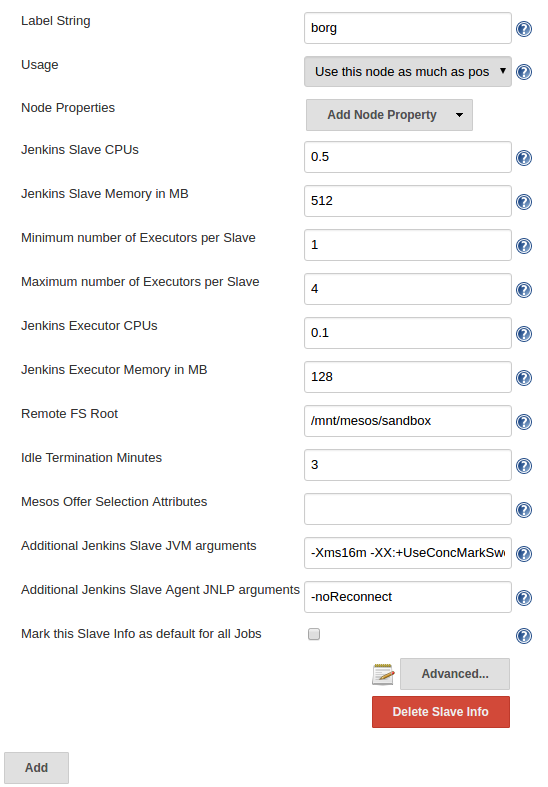 Label String borg
Usage Use this node as much as pos
Node Properties Add Node Property
Jenkins Slave CPUs 0.5
Jenkins Slave Memory in MB 512
Minimum number of Executors per Slave 1
Maximum number of Executors per Slave 4
Jenkins Executor CPUs 0.1
Jenkins Executor Memory in MB 128
Remote FS Root /mnt/mesos/sandbox
Idle Termination Minutes 3
Mesos Offer Selection Attributes
Additional Jenkins Slave JVM arguments -Xms16m -XX:+UseConcMarkSwe
Additional Jenkins Slave Agent JNLP arguments -noReconnect
Mark this Slave Info as default for all Jobs
Advanced...
Delete Slave Info
Add